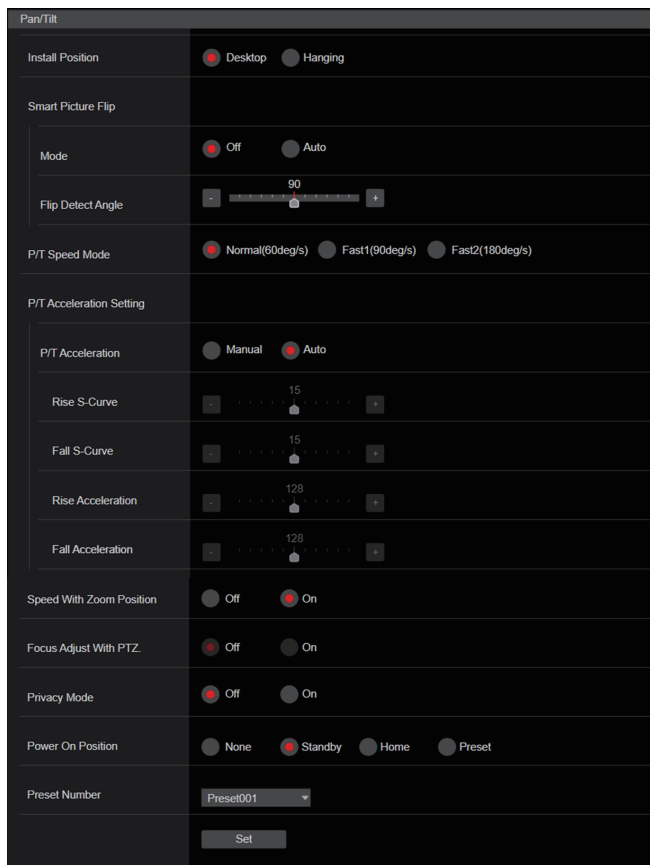 Pan/Tilt
Install Position Desktop Hanging
Smart Picture Flip
Mode Off Auto
90
Flip Detect Angle - +
P/T Speed Mode Normal(60deg/s) Fast1(90deg/s) Fast2(180deg/s)
P/T Acceleration Setting
P/T Acceleration Manual Auto
15
Rise S-Curve - +
15
Fall S-Curve - +
128
Rise Acceleration - +
128
Fall Acceleration - +
Speed With Zoom Position Off On
Focus Adjust With PTZ. Off On
Privacy Mode Off On
Power On Position None Standby Home Preset
Preset Number Preset001
Set